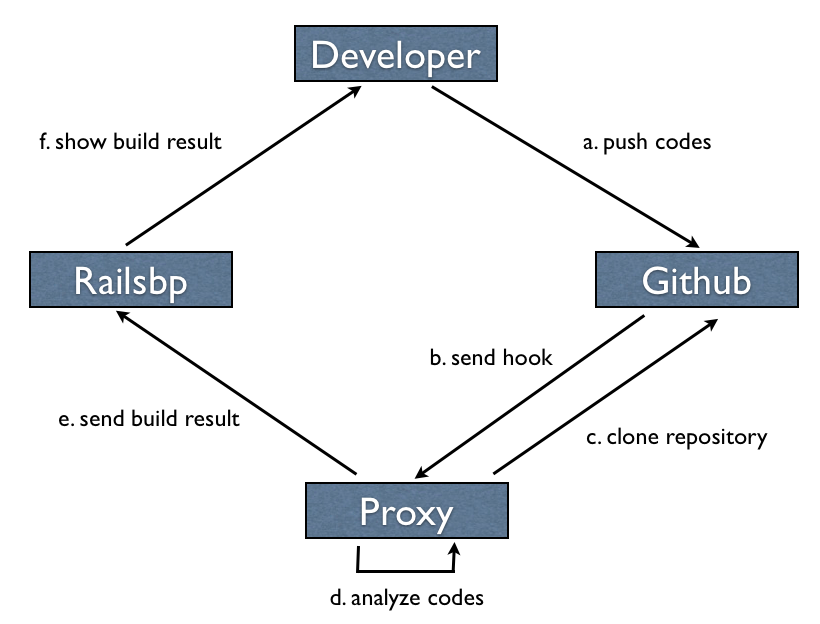 Developer
f. show build result
a. push codes
Railsbp
Github
b. send hook
e. send build result
c. clone repository
Proxy
d. analyze codes